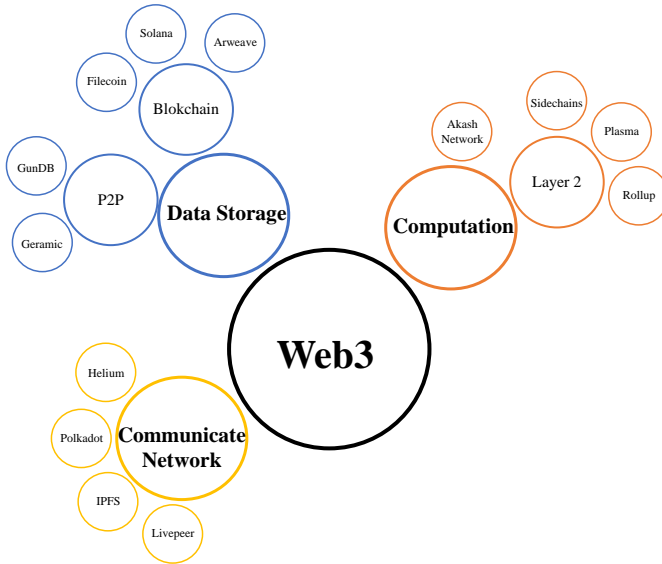 Solana
Arweave
Filecoin
Blokchain
GunDB
P2P
Data Storage
Geramic
Sidechains
Akash
Network
Plasma
Layer 2
Rollup
Computation
Web3
Helium
Communicate
Network
Polkadot
IPFS
Livepeer